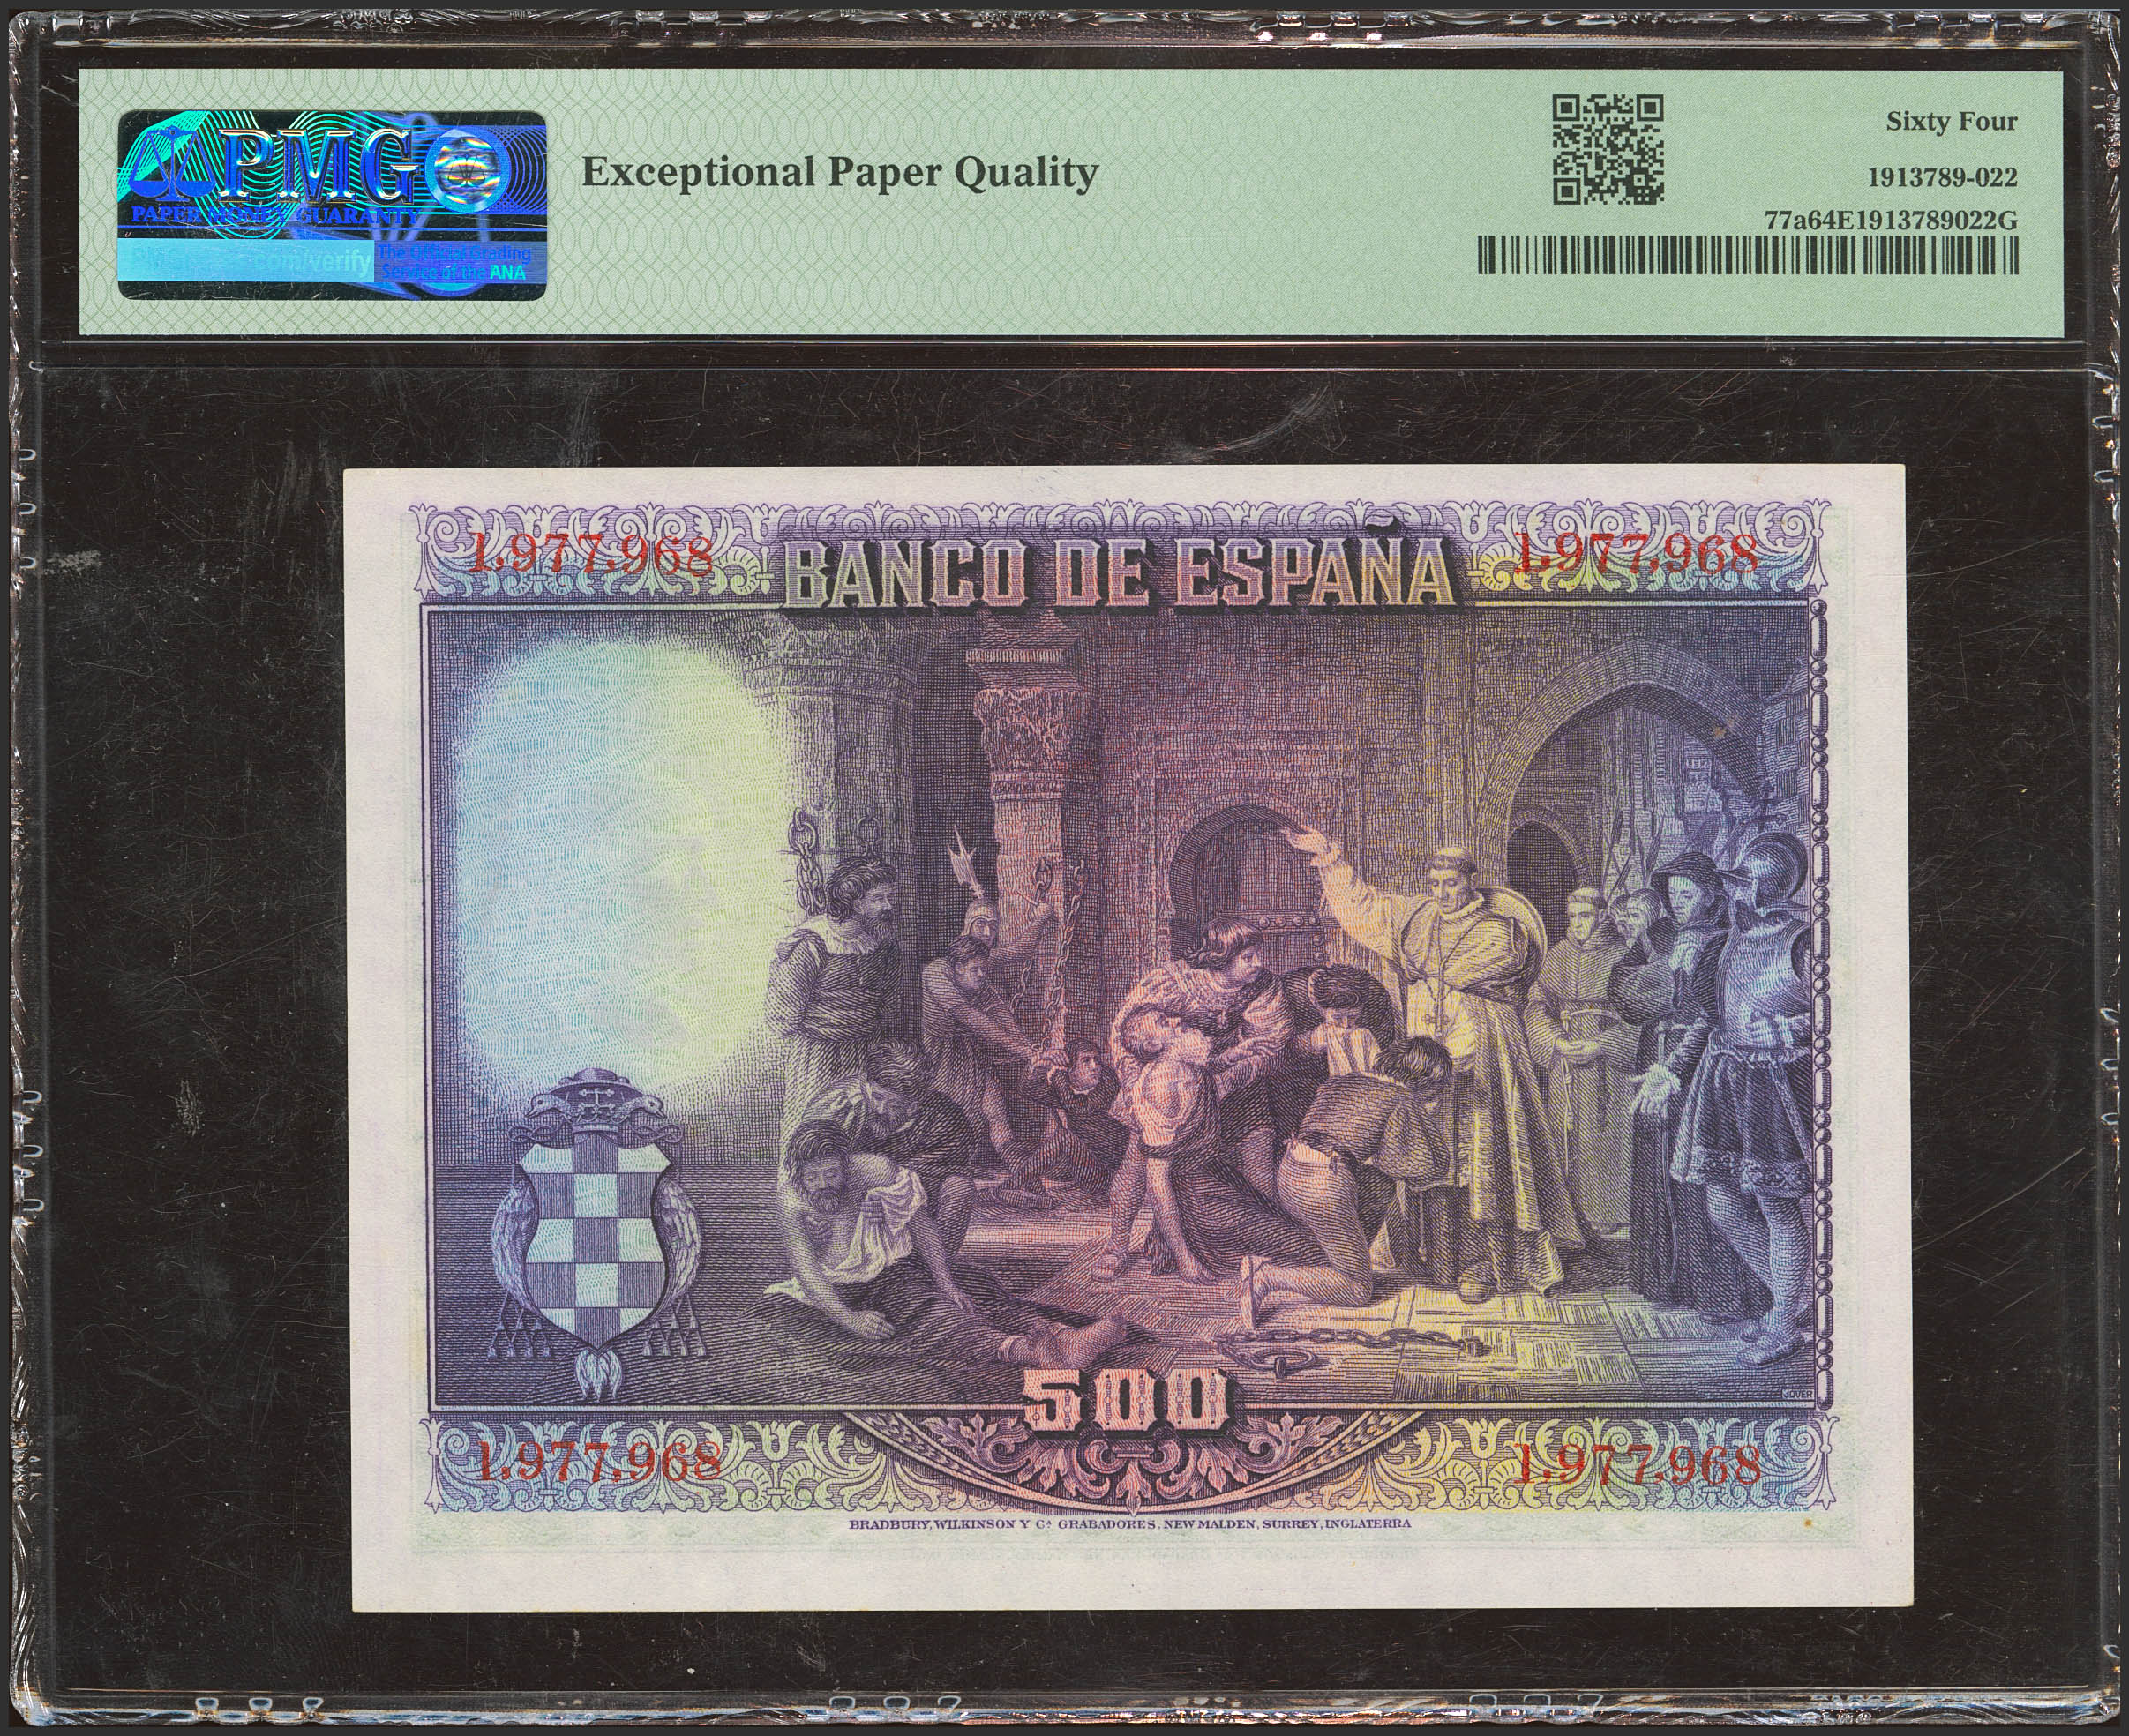 PMG
PAPER MONEY GUARANTY
.com/verify
The Official Grading
Service of the ANA
Exceptional Paper Quality
Sixty Four
1913789-022
77a64E1913789022G
1.977.968
BANCO DE ESPAÑA
1.977.968
JOVER
500
1.977.968
1.977.968
BRADBURY, WILKINSON Y Cª GRABADORES, NEW MALDEN, SURREY, INGLATERRA